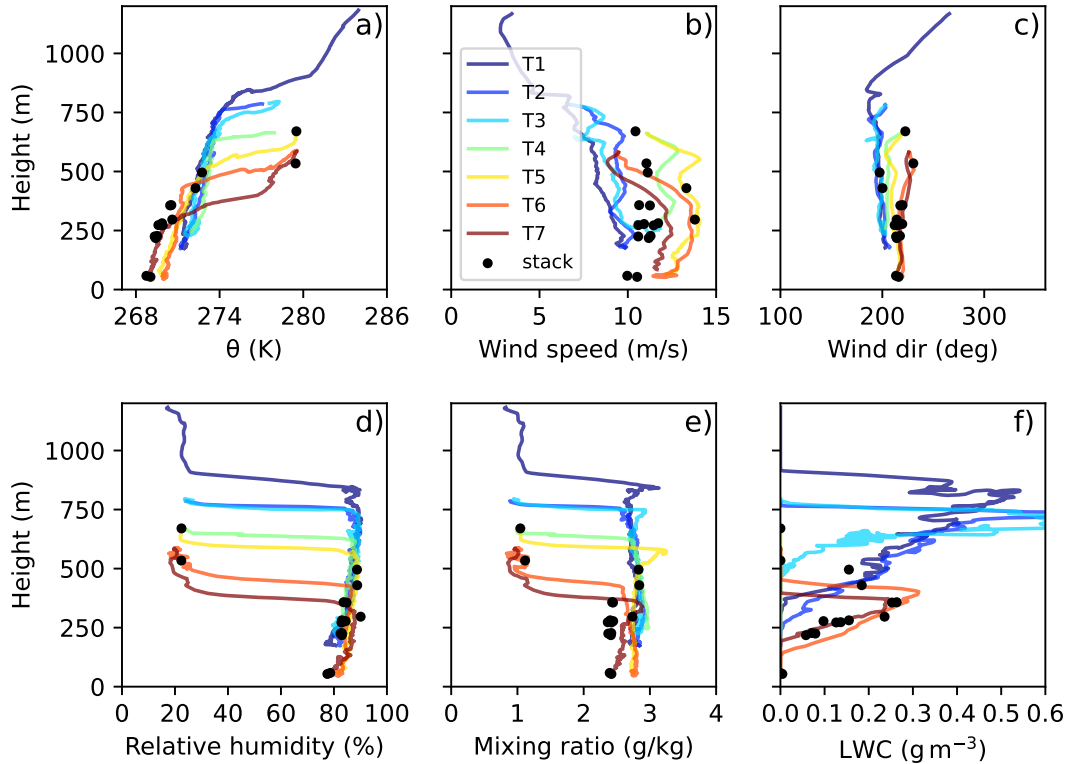 a)
b)
c)
Height (m)
1000
750
500
250
0
T1
T2
T3
T4
T5
T6
T7
stack
268 274 280 286
0 5 10 15
100 200 300
θ (K)
Wind speed (m/s)
Wind dir (deg)
d)
e)
f)
Height (m)
1000
750
500
250
0
0 20 40 60 80 100
0 1 2 3 4
0.0 0.1 0.2 0.3 0.4 0.5 0.6
Relative humidity (%)
Mixing ratio (g/kg)
LWC (g m⁻³)